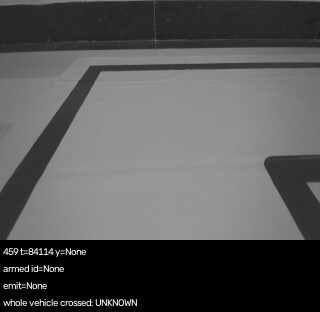 459 t=84114 y=None
armed id=None
emit=None
whole vehicle crossed: UNKNOWN